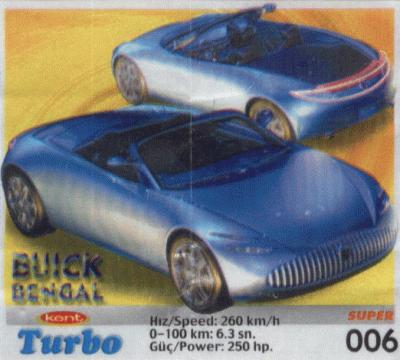 BUICK
BENGAL
kent
Turbo
Hız/Speed: 260 km/h
0-100 km: 6.3 sn.
Güç/Power: 250 hp.
SUPER
006